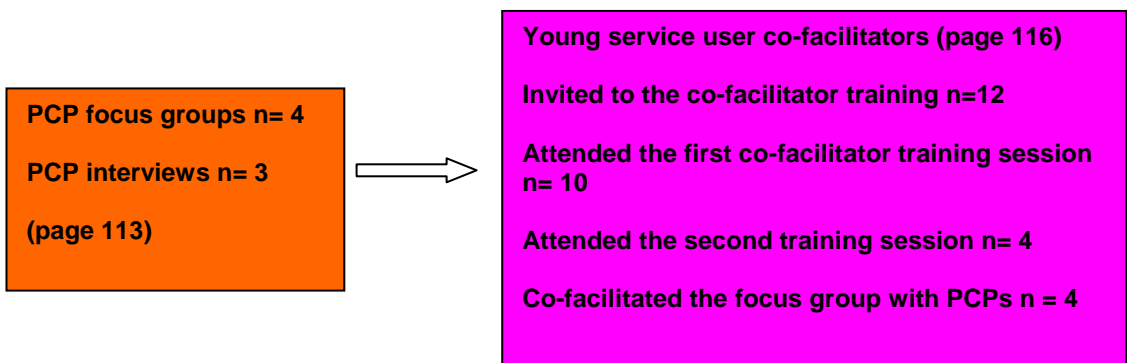 PCP focus groups n= 4
PCP interviews n= 3
(page 113)
Young service user co-facilitators (page 116)
Invited to the co-facilitator training n=12
Attended the first co-facilitator training session
n= 10
Attended the second training session n= 4
Co-facilitated the focus group with PCPs n = 4